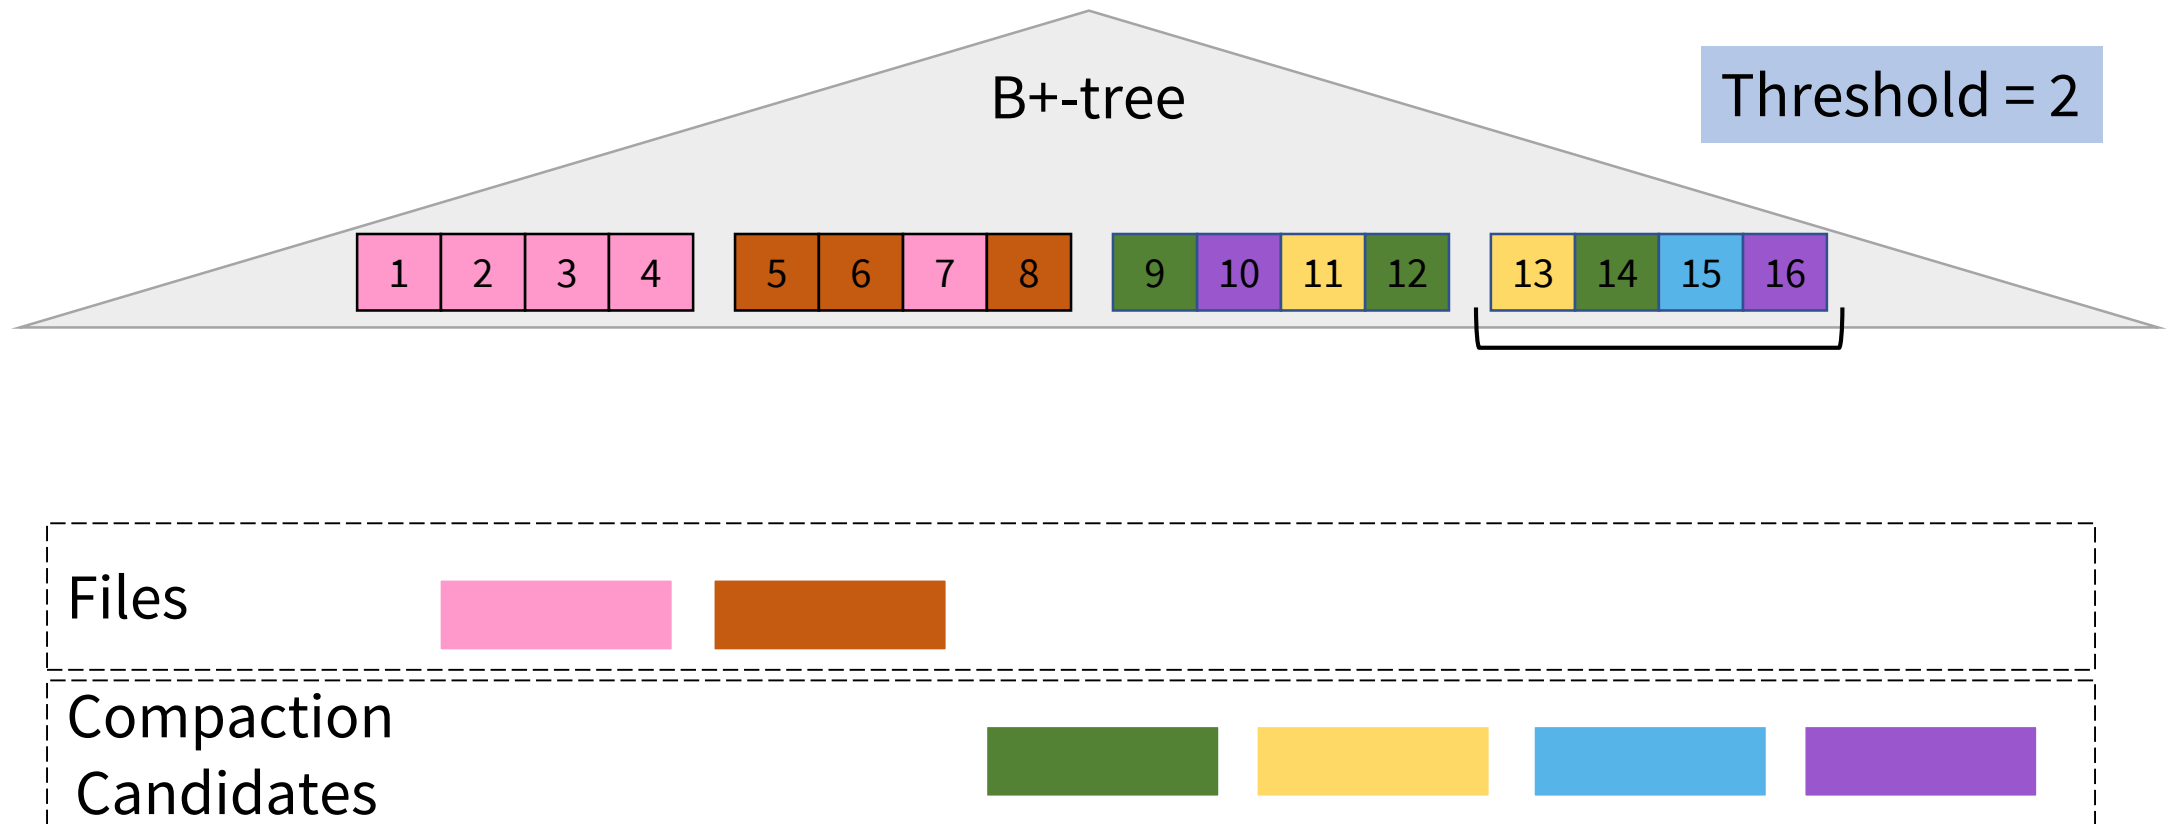 B+-tree
Threshold = 2
1 2 3 4 5 6 7 8 9 10 11 12 13 14 15 16
Files
Compaction
Candidates